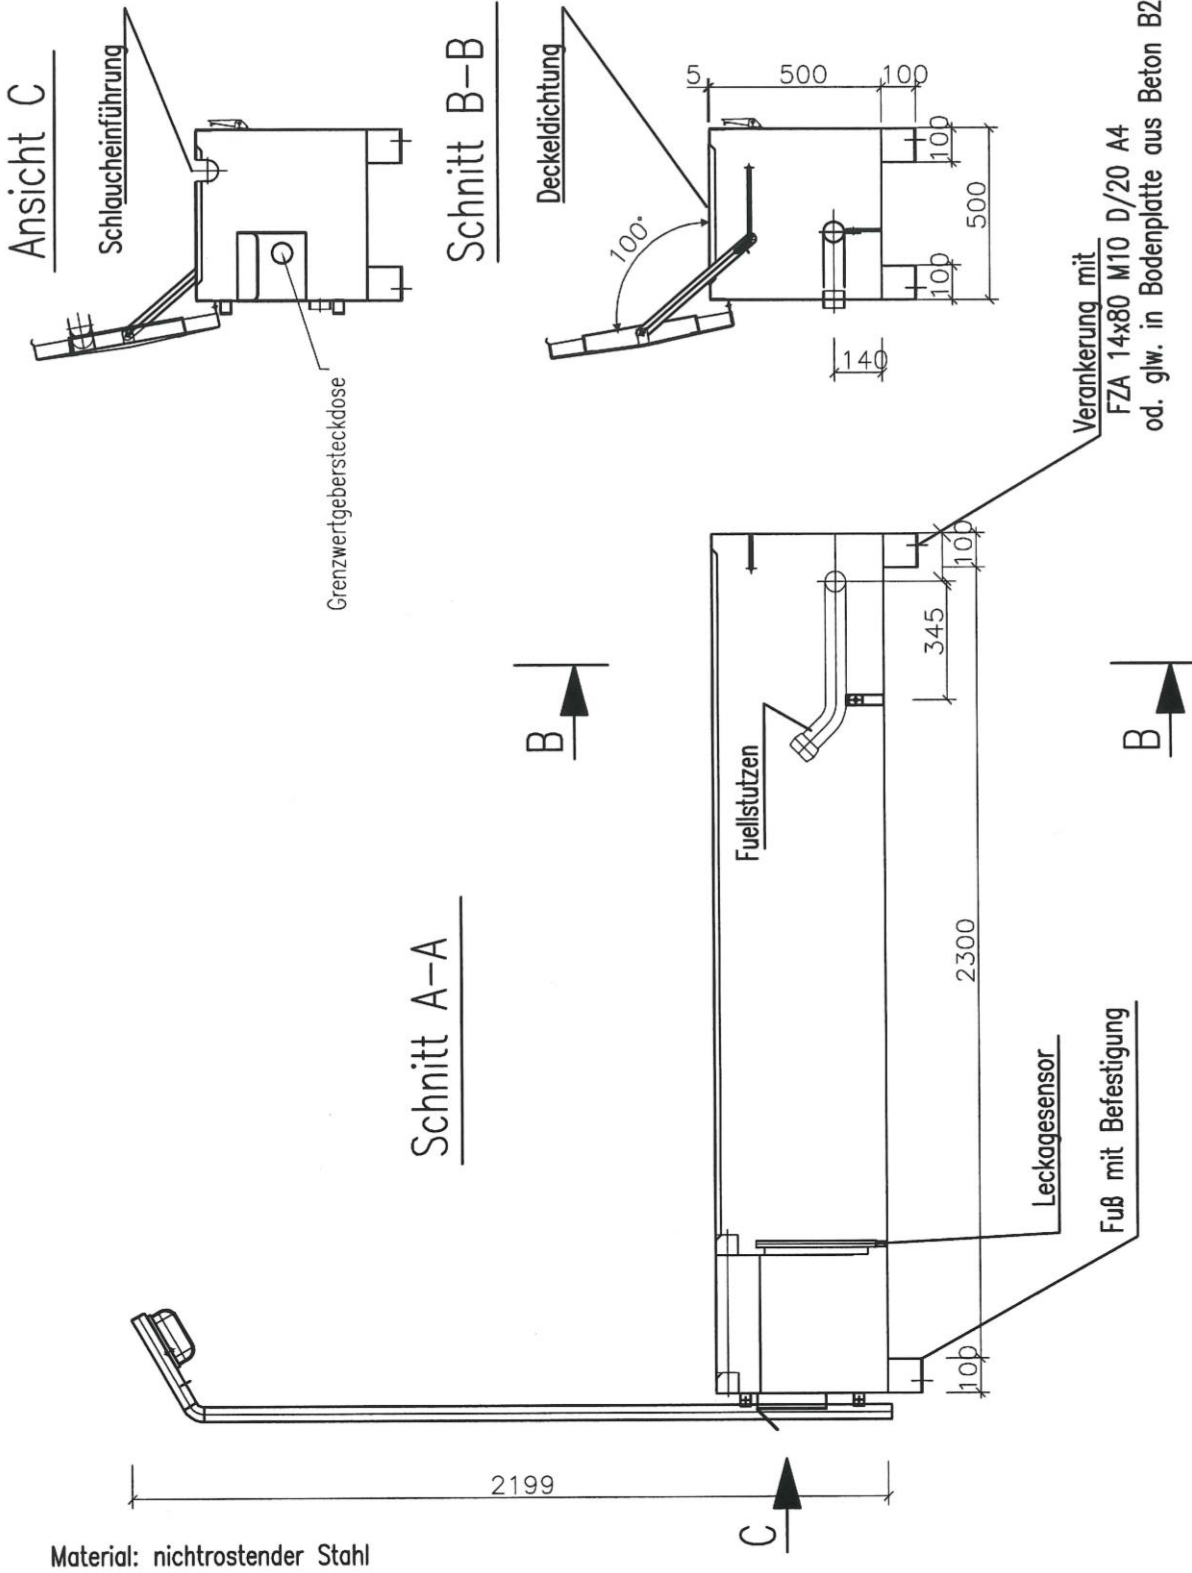 Ansicht C
Schlaucheinführung
Grenzwertgebersteckdose
Schnitt B-B
Deckeldichtung
100°
5
500
100
100
500
100
140
Verankerung mit
FZA 14x80 M10 D/20 A4
od. glw. in Bodenplatte aus Beton B2
Schnitt A-A
B
B
Fuellstutzen
345
100
2300
100
Leckagesensor
Fuß mit Befestigung
2199
C
Material: nichtrostender Stahl